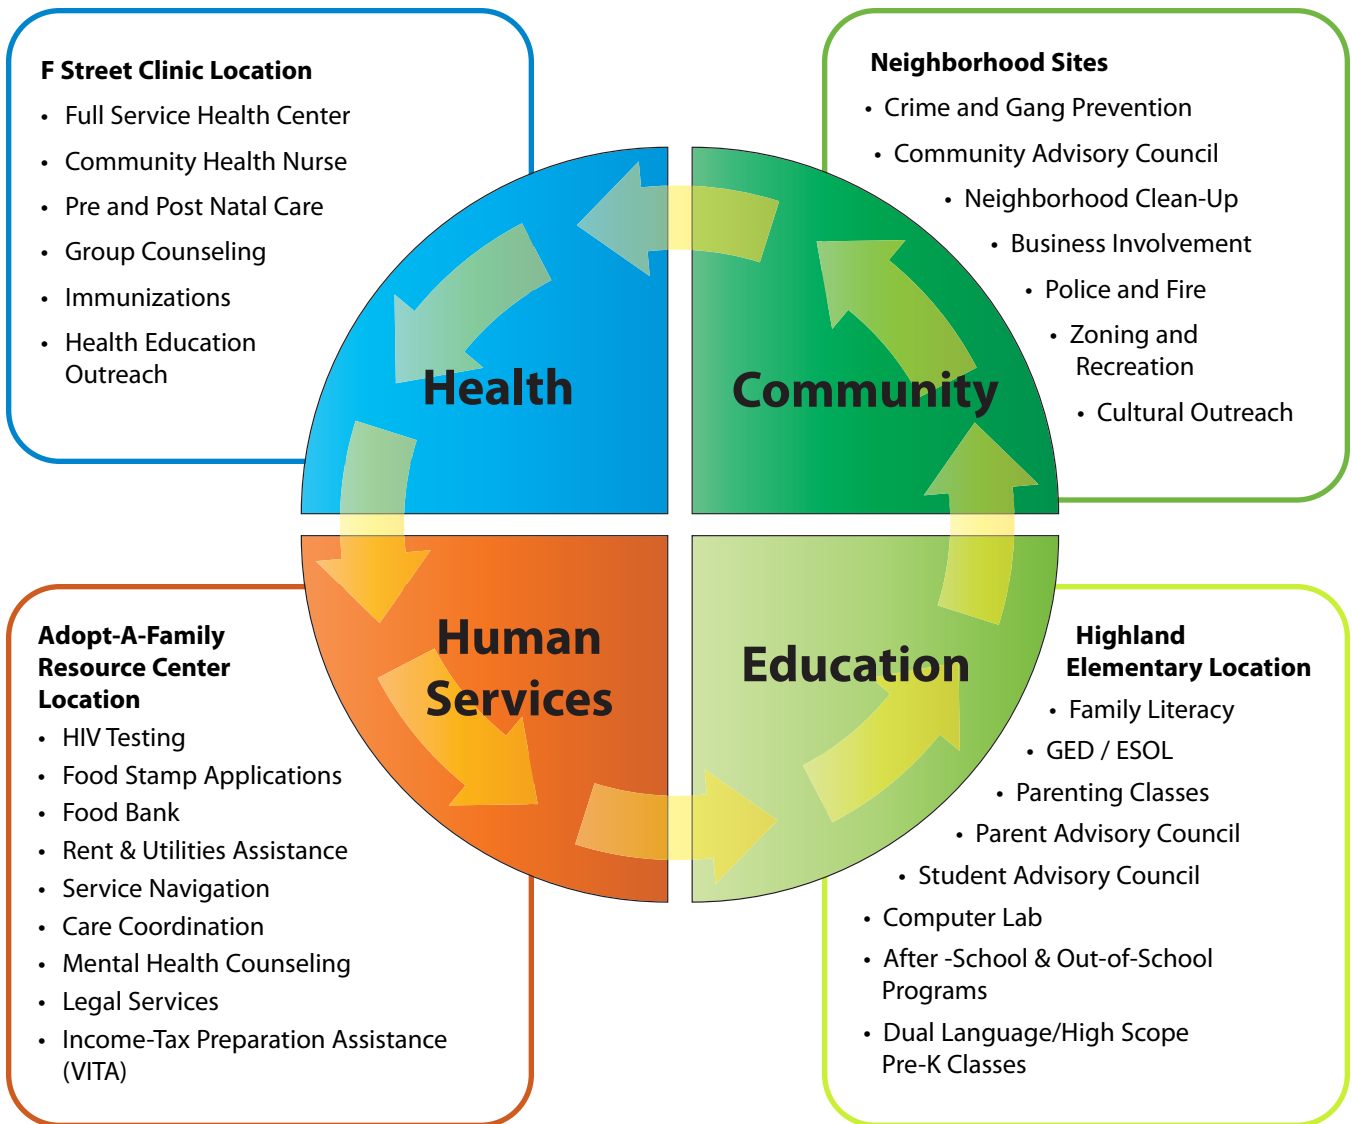 F Street Clinic Location
• Full Service Health Center
• Community Health Nurse
• Pre and Post Natal Care
• Group Counseling
• Immunizations
• Health Education
Outreach
Neighborhood Sites
• Crime and Gang Prevention
• Community Advisory Council
• Neighborhood Clean-Up
• Business Involvement
• Police and Fire
• Zoning and
Recreation
• Cultural Outreach
Health
Community
Human
Services
Education
Adopt-A-Family
Resource Center
Location
• HIV Testing
• Food Stamp Applications
• Food Bank
• Rent & Utilities Assistance
• Service Navigation
• Care Coordination
• Mental Health Counseling
• Legal Services
• Income-Tax Preparation Assistance
(VITA)
Highland
Elementary Location
• Family Literacy
• GED / ESOL
• Parenting Classes
• Parent Advisory Council
• Student Advisory Council
• Computer Lab
• After -School & Out-of-School
Programs
• Dual Language/High Scope
Pre-K Classes